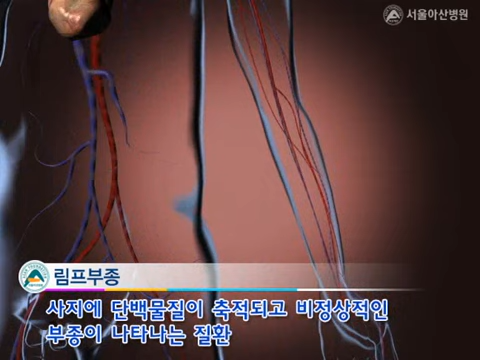 서울아산병원
림프부종
사지에 단백물질이 축적되고 비정상적인
부종이 나타나는 질환